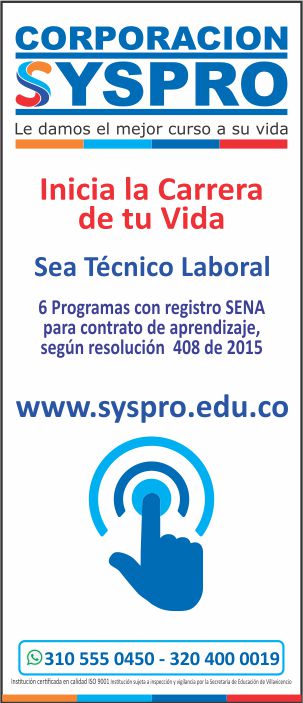 CORPORACION
SYSPRO
Le damos el mejor curso a su vida
Inicia la Carrera
de tu Vida
Sea Técnico Laboral
6 Programas con registro SENA
para contrato de aprendizaje,
según resolución 408 de 2015
www.syspro.edu.co
310 555 0450 - 320 400 0019
Institución certificada en calidad ISO 9001 Institución sujeta a inspección y vigilancia por la Secretaría de Educación de Villavicencio